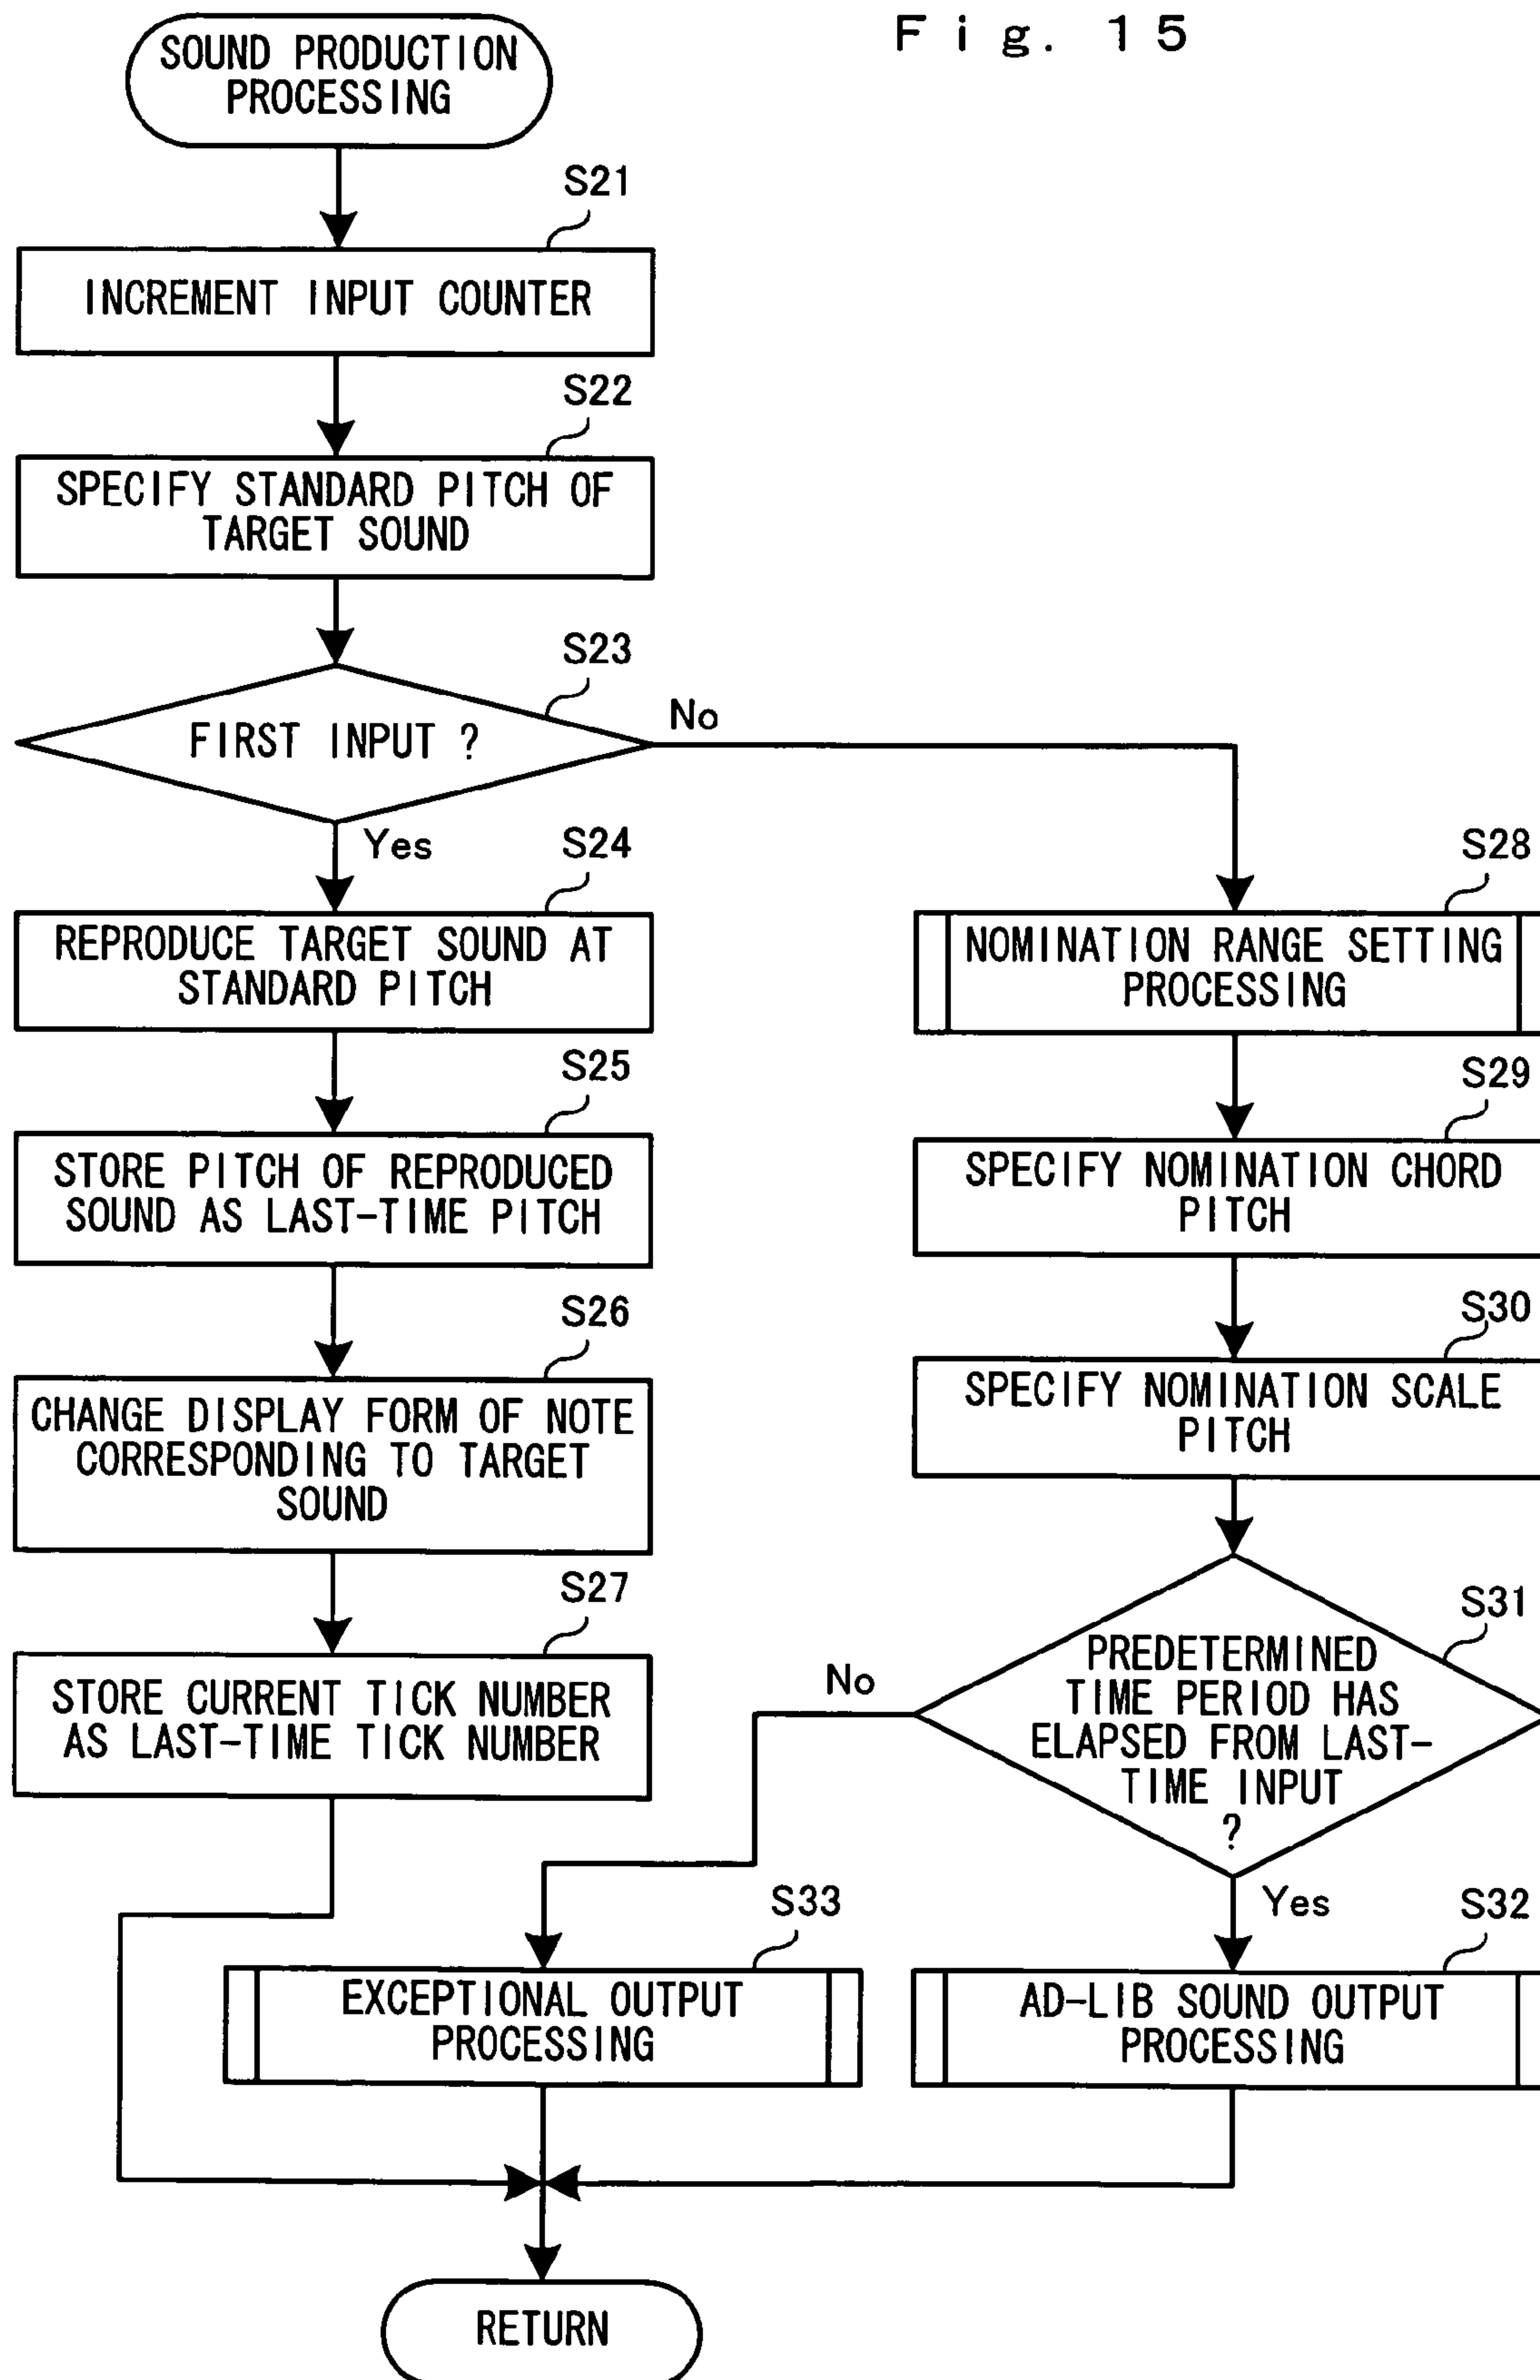 Fig. 15
SOUND PRODUCTION
PROCESSING
S21
INCREMENT INPUT COUNTER
S22
SPECIFY STANDARD PITCH OF
TARGET SOUND
S23
FIRST INPUT ?
No
Yes
S24
REPRODUCE TARGET SOUND AT
STANDARD PITCH
S25
STORE PITCH OF REPRODUCED
SOUND AS LAST-TIME PITCH
S26
CHANGE DISPLAY FORM OF NOTE
CORRESPONDING TO TARGET
SOUND
S27
STORE CURRENT TICK NUMBER
AS LAST-TIME TICK NUMBER
S28
NOMINATION RANGE SETTING
PROCESSING
S29
SPECIFY NOMINATION CHORD
PITCH
S30
SPECIFY NOMINATION SCALE
PITCH
S31
PREDETERMINED
TIME PERIOD HAS
ELAPSED FROM LAST-
TIME INPUT
?
No
Yes
S33
EXCEPTIONAL OUTPUT
PROCESSING
S32
AD-LIB SOUND OUTPUT
PROCESSING
RETURN